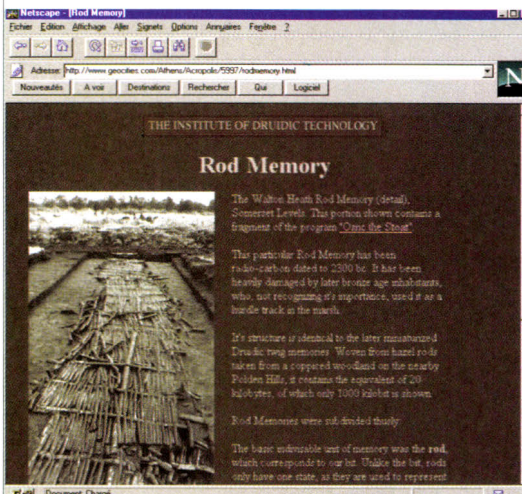 Netscape - [Rod Memory]
Fichier Edition Affichage Aller Signets Options Annuaires Fenêtre ?
Adresse: http://www.geocities.com/Athens/Acropolis/5997/rodmemory.html
Nouveautés A voir Destinations Rechercher Qui Logiciel
N
THE INSTITUTE OF DRUIDIC TECHNOLOGY
Rod Memory
The Walton Heath Rod Memory (detail),
Somerset Levels. This portion shown contains a
fragment of the program "Osric the Stoat"
This particular Rod Memory has been
radio-carbon dated to 2300 bc. It has been
heavily damaged by later bronze age inhabitants,
who, not recognizing it's importance, used it as a
hurdle track in the marsh.
It's structure is identical to the later miniaturized
Druidic twig memories. Woven from hazel rods
taken from a coppiced woodland on the nearby
Polden Hills, it contains the equivalent of 20
kilobytes, of which only 1000 kilobit is shown.
Rod Memories were subdivided thusly:
The basic indivisible unit of memory was the rod,
which corresponds to our bit. Unlike the bit, rods
only have one state, as they are used to represent
Document: Chargé